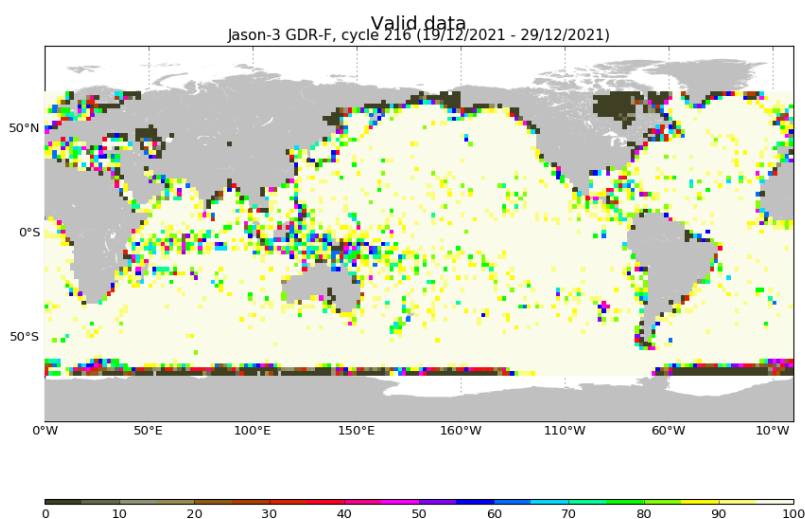 Valid data
Jason-3 GDR-F, cycle 216 (19/12/2021 - 29/12/2021)
50°N
0°S
50°S
0°W 50°E 100°E 150°E 160°W 110°W 60°W 10°W
0 10 20 30 40 50 60 70 80 90 100